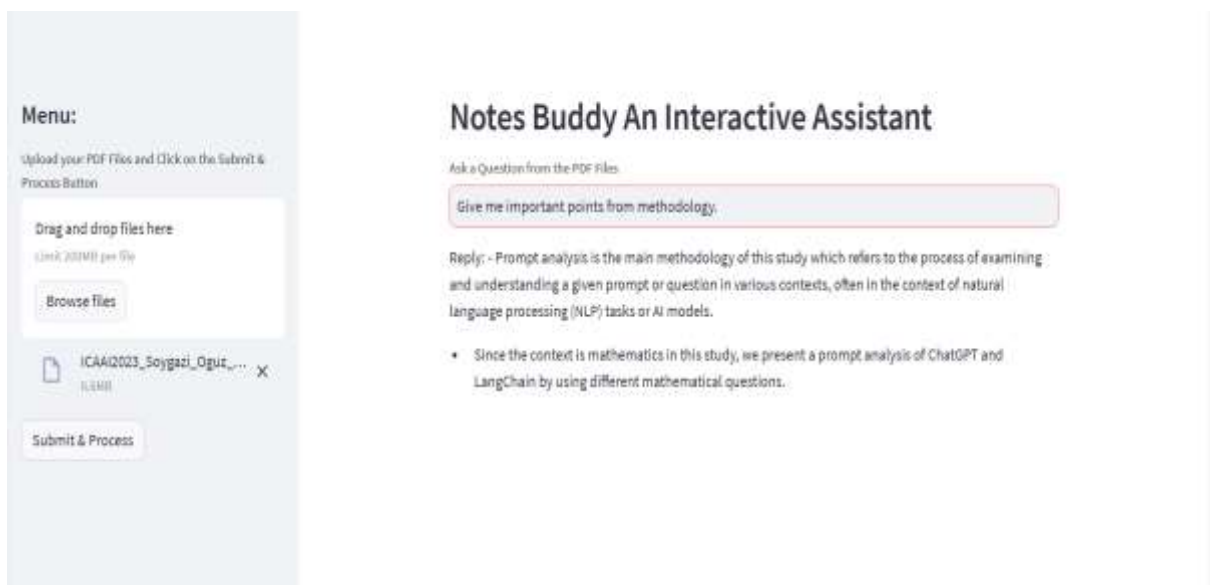 Menu:
Upload your PDF Files and Click on the Submit &
Process Button
Drag and drop files here
Limit 200MB per file
Browse files
ICAAI2023_Soygazi_Oguz_...
Submit & Process
Notes Buddy An Interactive Assistant
Ask a Question from the PDF Files
Give me important points from methodology.
Reply: - Prompt analysis is the main methodology of this study which refers to the process of examining
and understanding a given prompt or question in various contexts, often in the context of natural
language processing (NLP) tasks or AI models.
• Since the context is mathematics in this study, we present a prompt analysis of ChatGPT and
LangChain by using different mathematical questions.